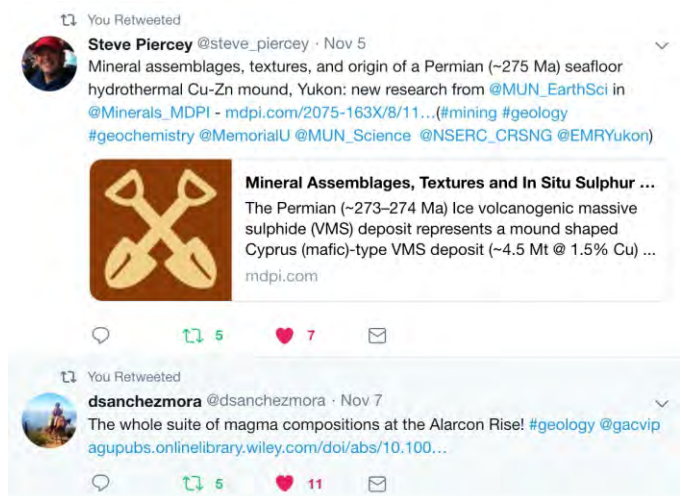 You Retweeted
Steve Piercey @steve_piercey · Nov 5
Mineral assemblages, textures, and origin of a Permian (~275 Ma) seafloor
hydrothermal Cu-Zn mound, Yukon: new research from @MUN_EarthSci in
@Minerals_MDPI - mdpi.com/2075-163X/8/11…(#mining #geology
#geochemistry @MemorialU @MUN_Science @NSERC_CRSNG @EMRYukon)
Mineral Assemblages, Textures and In Situ Sulphur ...
The Permian (~273–274 Ma) Ice volcanogenic massive
sulphide (VMS) deposit represents a mound shaped
Cyprus (mafic)-type VMS deposit (~4.5 Mt @ 1.5% Cu) ...
mdpi.com
5 7
You Retweeted
dsanchezmora @dsanchezmora · Nov 7
The whole suite of magma compositions at the Alarcon Rise! #geology @gacvip
agupubs.onlinelibrary.wiley.com/doi/abs/10.100…
5 11